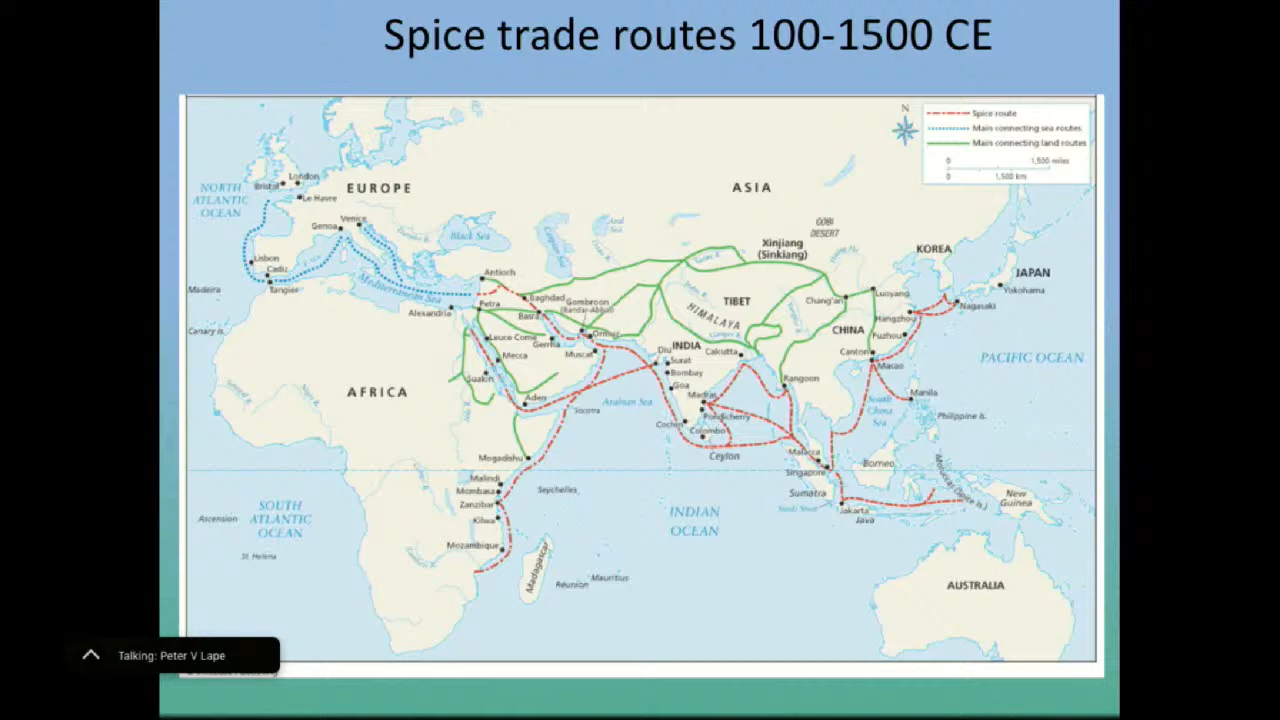 Spice trade routes 100-1500 CE
N
Spice route
Main connecting sea routes
Main connecting land routes
0 1,500 miles
0 1,500 km
NORTH
ATLANTIC
OCEAN
London
Bristol
Le Havre
EUROPE
ASIA
Venice
Genoa
Black Sea
Aral
Sea
GOBI
DESERT
Xinjiang
(Sinkiang)
KOREA
JAPAN
Yokohama
Lisbon
Cadiz
Tangier
Madeira
Mediterranean Sea
Antioch
Petra
Alexandria
Baghdad
Gombroon
(Bandar-Abbas)
Basra
Ormuz
TIBET
HIMALAYA
Chang'an
Luoyang
Hangzhou
Nagasaki
CHINA
Fuzhou
Canary Is.
Leuce Come
Gerrha
Muscat
Mecca
Diu
INDIA
Surat
Calcutta
Canton
Macao
PACIFIC OCEAN
Bombay
Goa
Rangoon
AFRICA
Suakin
Aden
Socotra
Arabian Sea
Madras
Pondicherry
Cochin
Colombo
Ceylon
South
China
Sea
Manila
Philippine Is.
Mogadishu
Malacca
Singapore
Borneo
Moluccas (Spice Is.)
Malindi
Mombasa
Zanzibar
Kilwa
Seychelles
Sumatra
Jakarta
Java
New
Guinea
SOUTH
ATLANTIC
OCEAN
Ascension
INDIAN
OCEAN
St. Helena
Mozambique
Madagascar
Réunion
Mauritius
AUSTRALIA
Talking: Peter V Lape